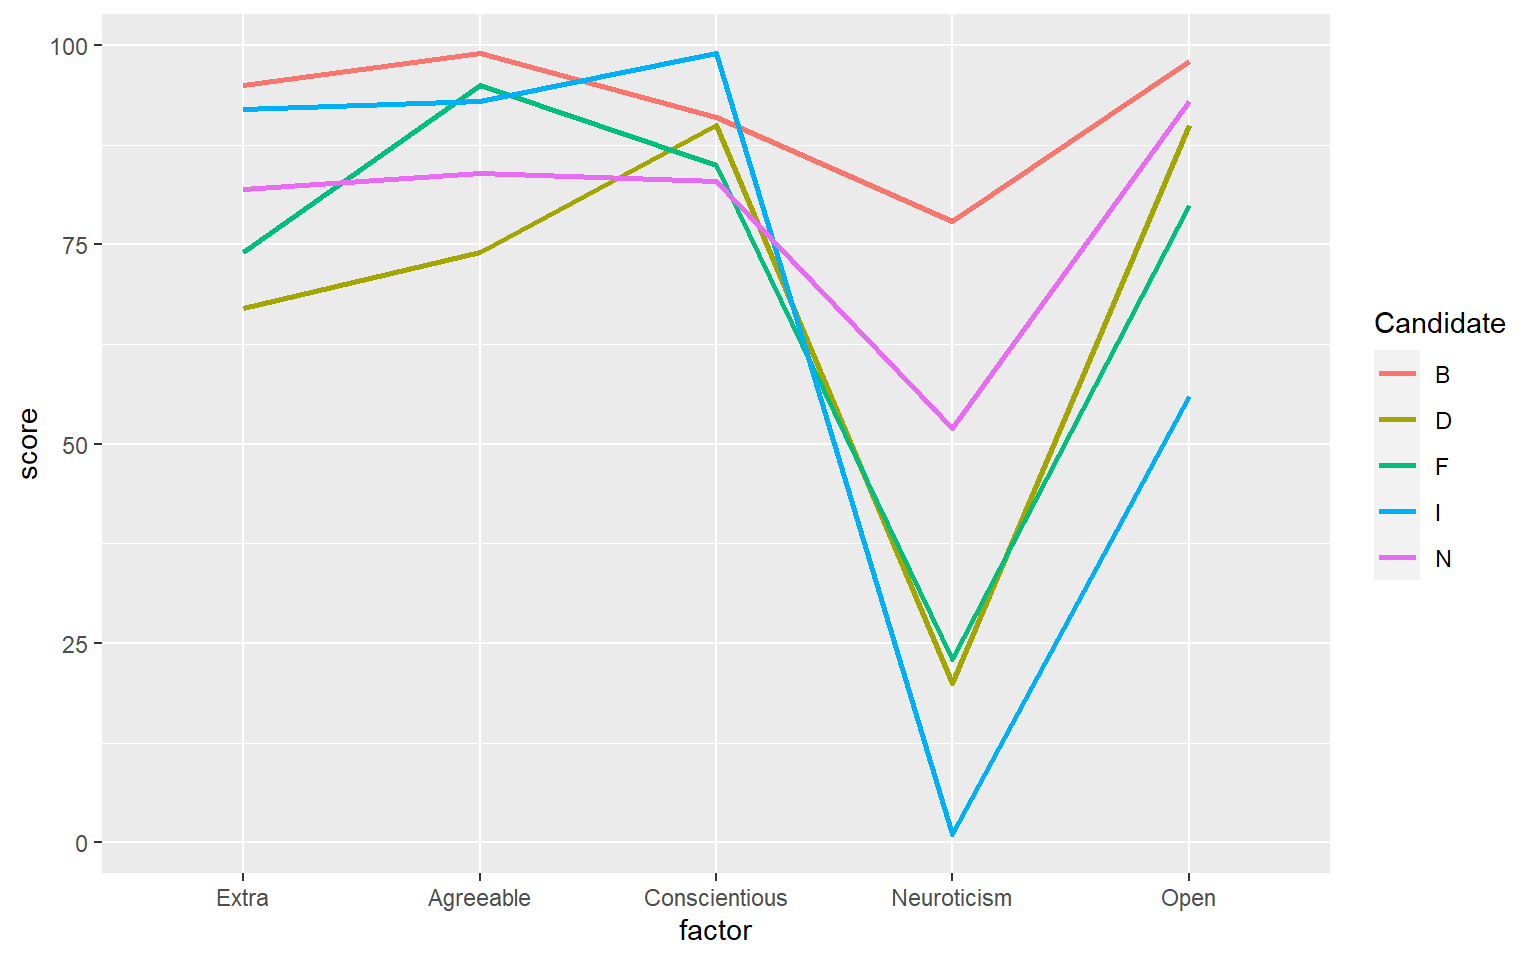 100
75
50
25
0
score
Extra Agreeable Conscientious Neuroticism Open
factor
Candidate
B
D
F
I
N